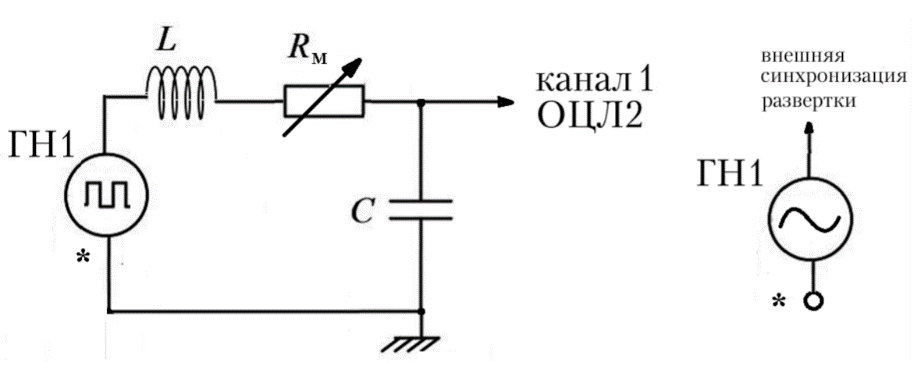 L
Rм
канал 1
ОЦЛ2
ГН1
*
C
внешняя
синхронизация
развертки
ГН1
*